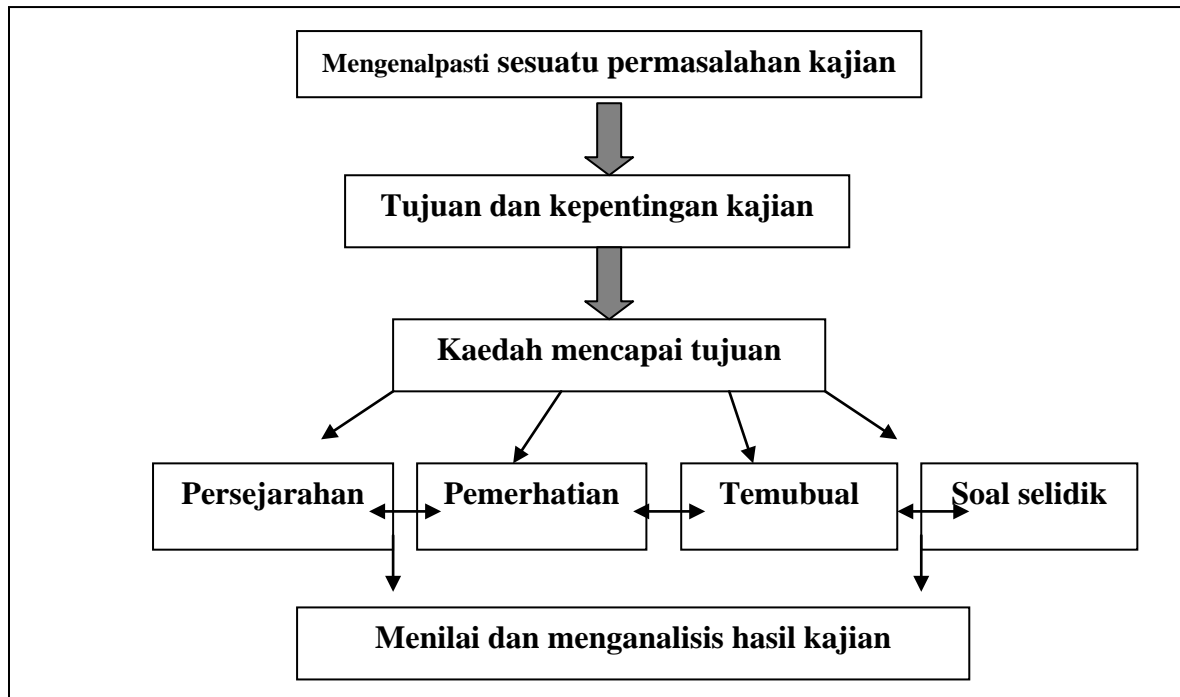 Mengenalpasti sesuatu permasalahan kajian
Tujuan dan kepentingan kajian
Kaedah mencapai tujuan
Persejarahan
Pemerhatian
Temubual
Soal selidik
Menilai dan menganalisis hasil kajian